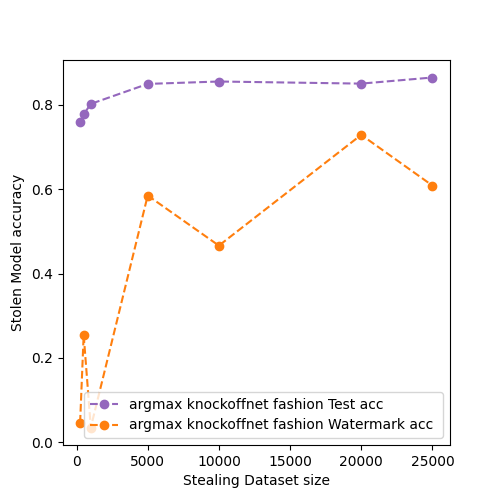 Stolen Model accuracy
0.8
0.6
0.4
0.2
0.0
argmax knockoffnet fashion Test acc
argmax knockoffnet fashion Watermark acc
0 5000 10000 15000 20000 25000
Stealing Dataset size